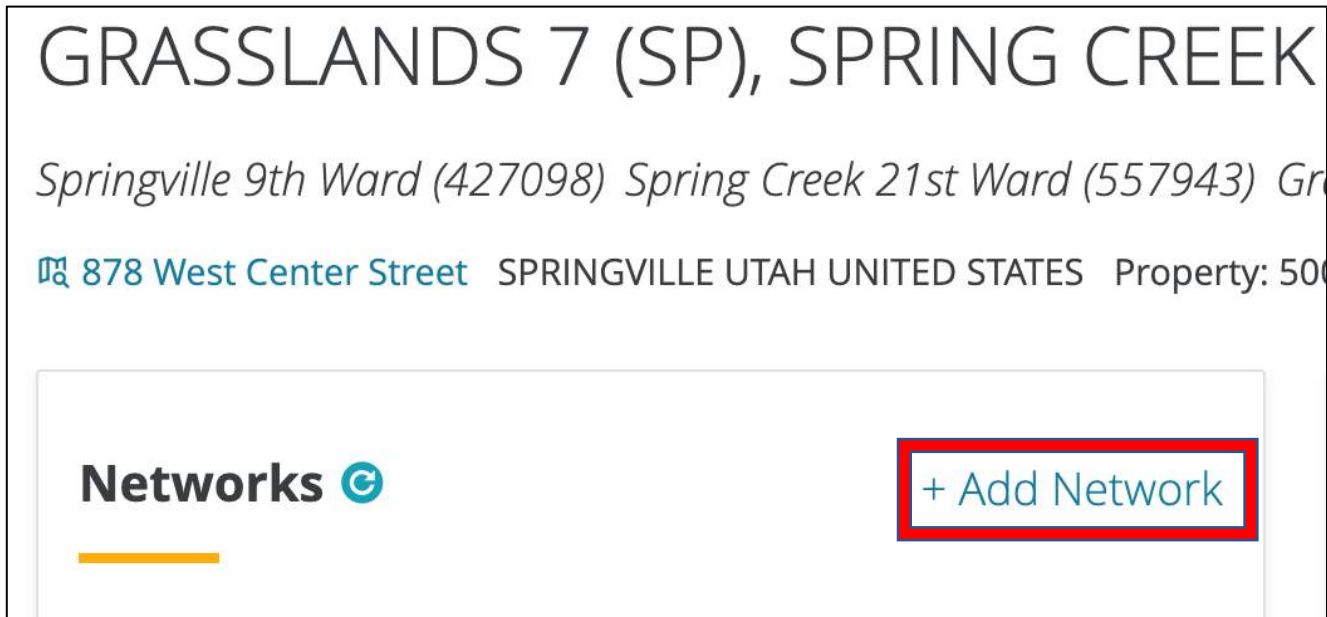 GRASSLANDS 7 (SP), SPRING CREEK
Springville 9th Ward (427098) Spring Creek 21st Ward (557943)
878 West Center Street SPRINGVILLE UTAH UNITED STATES Property:
Networks
+ Add Network